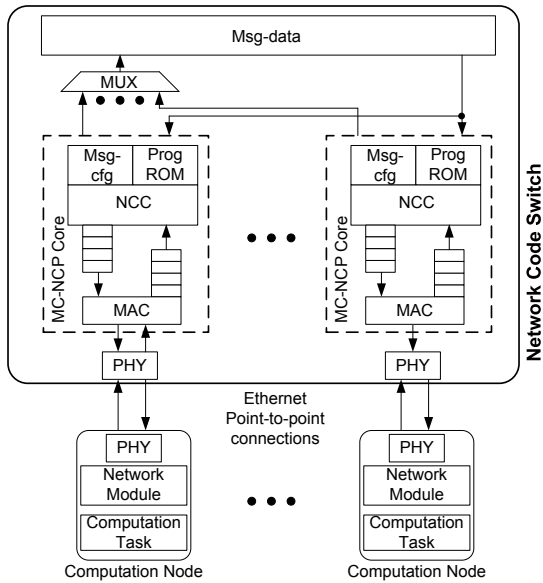 Msg-data
MUX
Msg-
cfg
Prog
ROM
NCC
MAC
MC-NCP Core
PHY
Msg-
cfg
Prog
ROM
NCC
MAC
MC-NCP Core
PHY
Network Code Switch
Ethernet
Point-to-point
connections
PHY
Network
Module
Computation
Task
Computation Node
PHY
Network
Module
Computation
Task
Computation Node